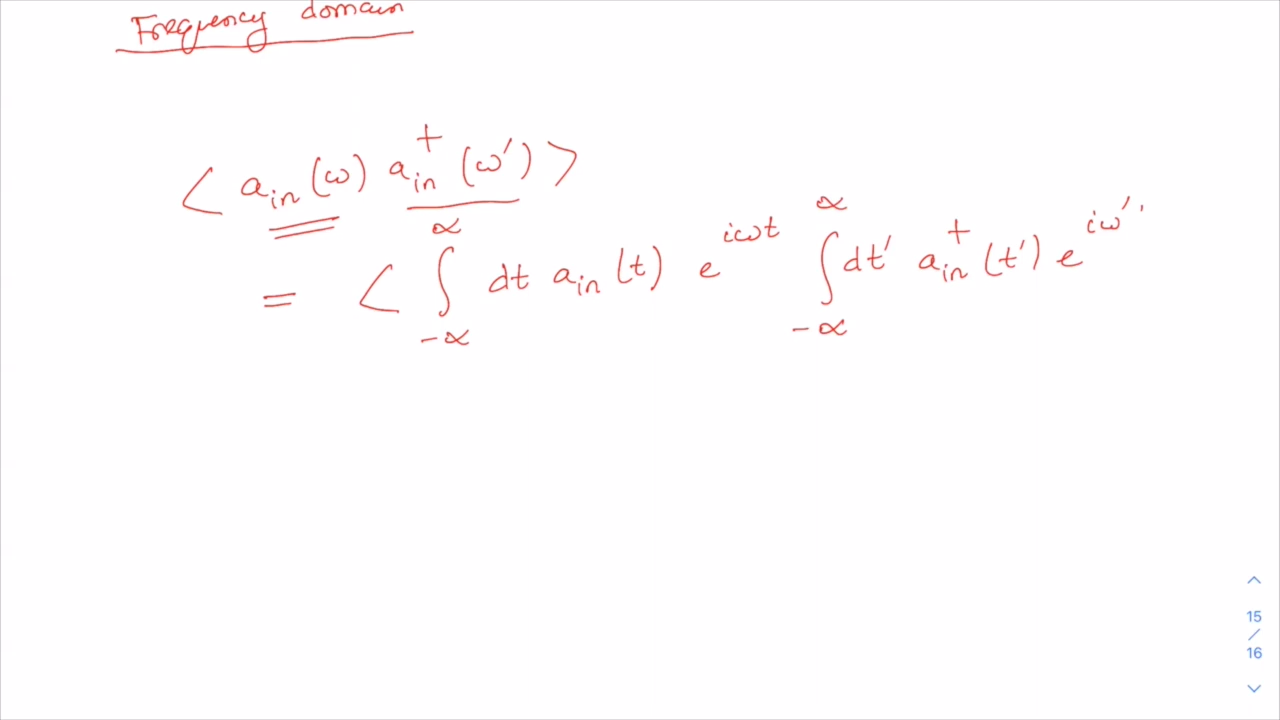 Frequency domain
< a_in (ω) a_in^† (ω′) >
= < ∫_{-∞}^{∞} dt a_in (t) e^{iωt} ∫_{-∞}^{∞} dt′ a_in^† (t′) e^{iω′
15
/
16